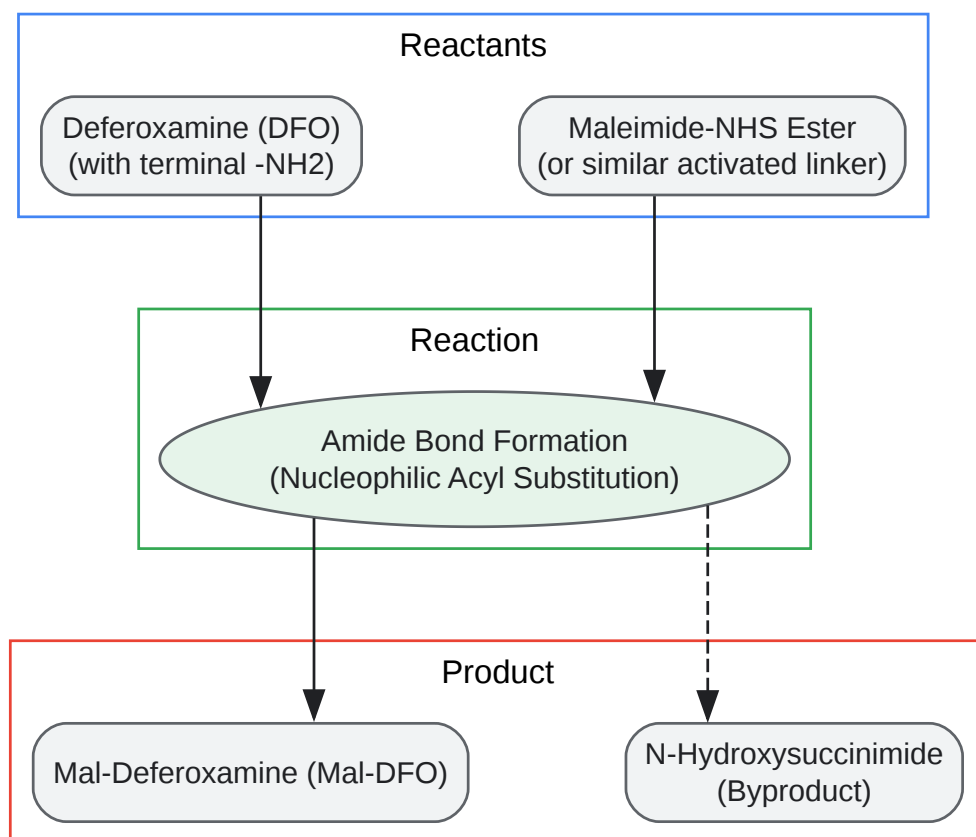 Reactants
Deferoxamine (DFO)
(with terminal -NH2)
Maleimide-NHS Ester
(or similar activated linker)
Reaction
Amide Bond Formation
(Nucleophilic Acyl Substitution)
Product
Mal-Deferoxamine (Mal-DFO)
N-Hydroxysuccinimide
(Byproduct)